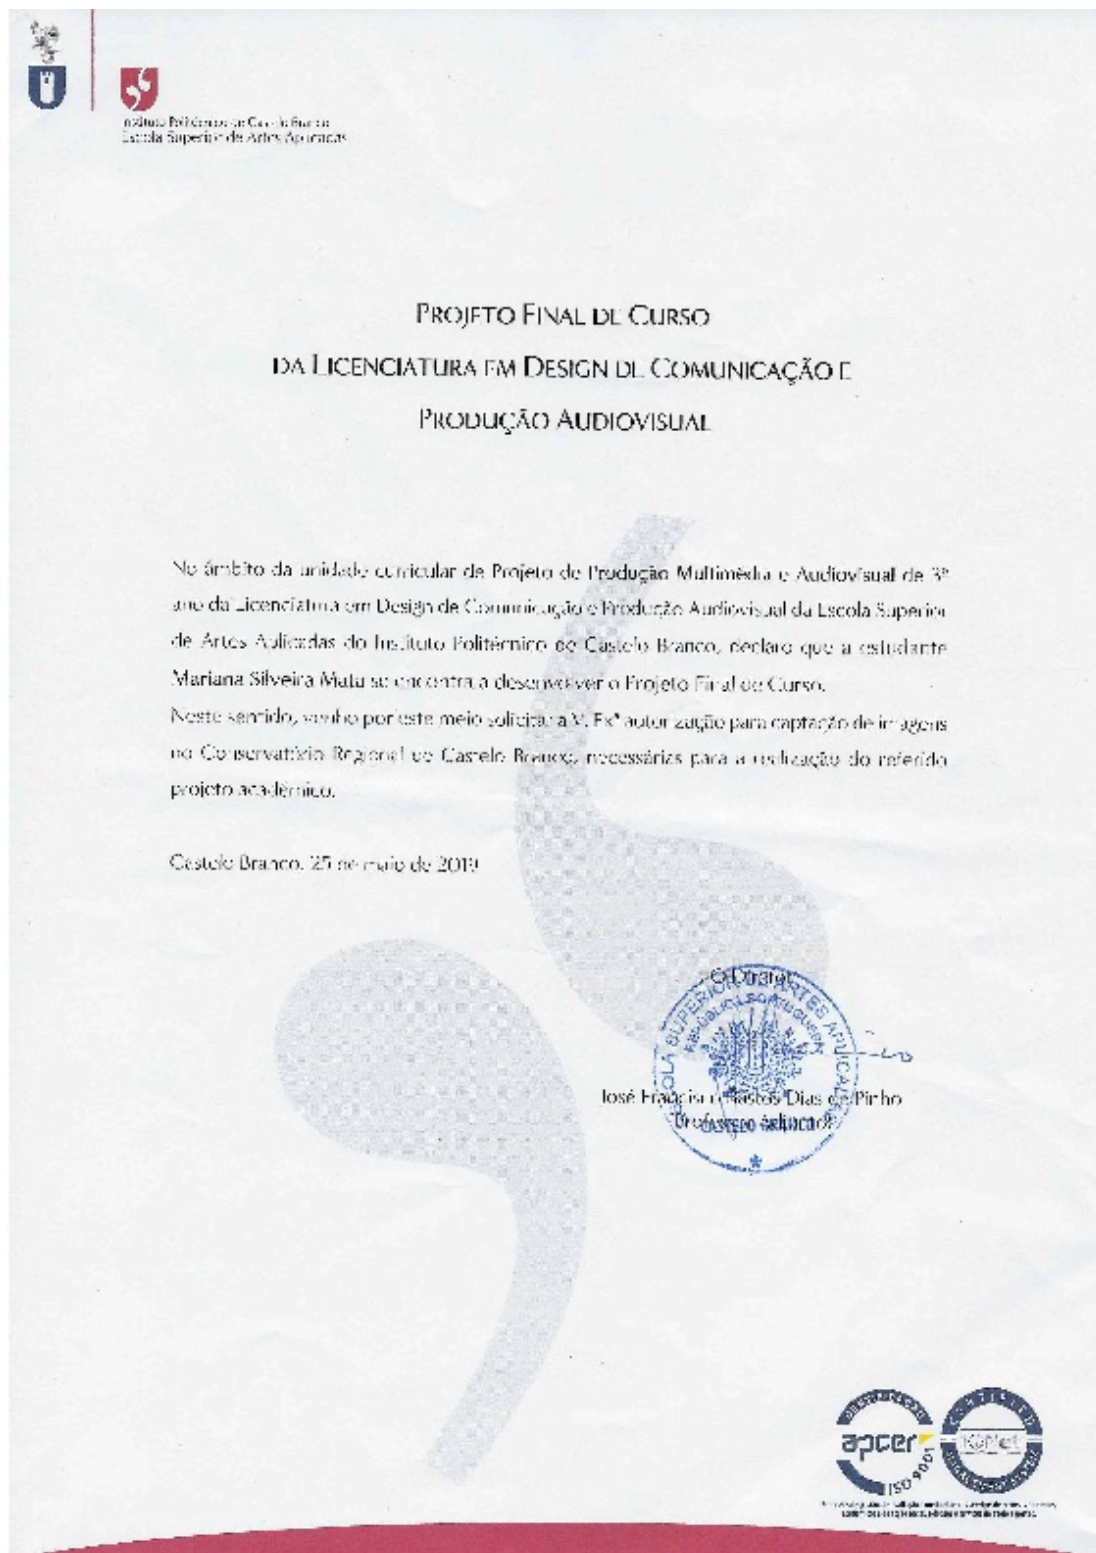 Instituto Politécnico de Castelo Branco
Escola Superior de Artes Aplicadas
PROJETO FINAL DE CURSO
DA LICENCIATURA EM DESIGN DE COMUNICAÇÃO E
PRODUÇÃO AUDIOVISUAL
No âmbito da unidade curricular de Projeto de Produção Multimédia e Audiovisual de 3º
ano da Licenciatura em Design de Comunicação e Produção Audiovisual da Escola Superior
de Artes Aplicadas do Instituto Politécnico de Castelo Branco, declaro que a estudante
Mariana Silveira Mata se encontra a desenvolver o Projeto Final de Curso.
Neste sentido, venho por este meio solicitar a V. Exª autorização para captação de imagens
no Conservatório Regional de Castelo Branco, necessárias para a realização do referido
projeto académico.
Castelo Branco, 25 de maio de 2019
O Diretor
ESCOLA SUPERIOR DE ARTES APLICADAS
REPÚBLICA PORTUGUESA
CASTELO BRANCO
José Francisco Bastos Dias de Pinho
Professor Adjunto
apcer
ISO 9001
CERTIFIED
IQNet